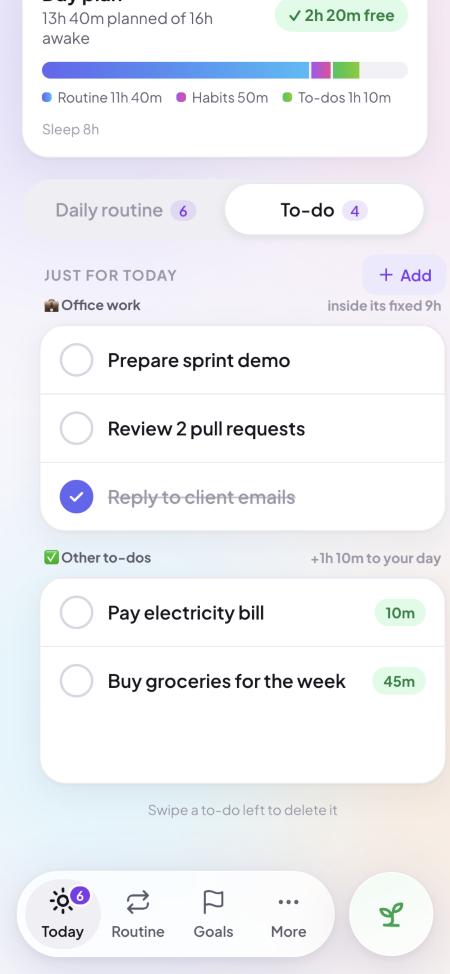 Day plan
13h 40m planned of 16h
awake
2h 20m free
Routine 11h 40m
Habits 50m
To-dos 1h 10m
Sleep 8h
Daily routine 6
To-do 4
JUST FOR TODAY
+ Add
Office work
inside its fixed 9h
Prepare sprint demo
Review 2 pull requests
Reply to client emails
Other to-dos
+1h 10m to your day
Pay electricity bill
10m
Buy groceries for the week
45m
Swipe a to-do left to delete it
6
Today
Routine
Goals
More